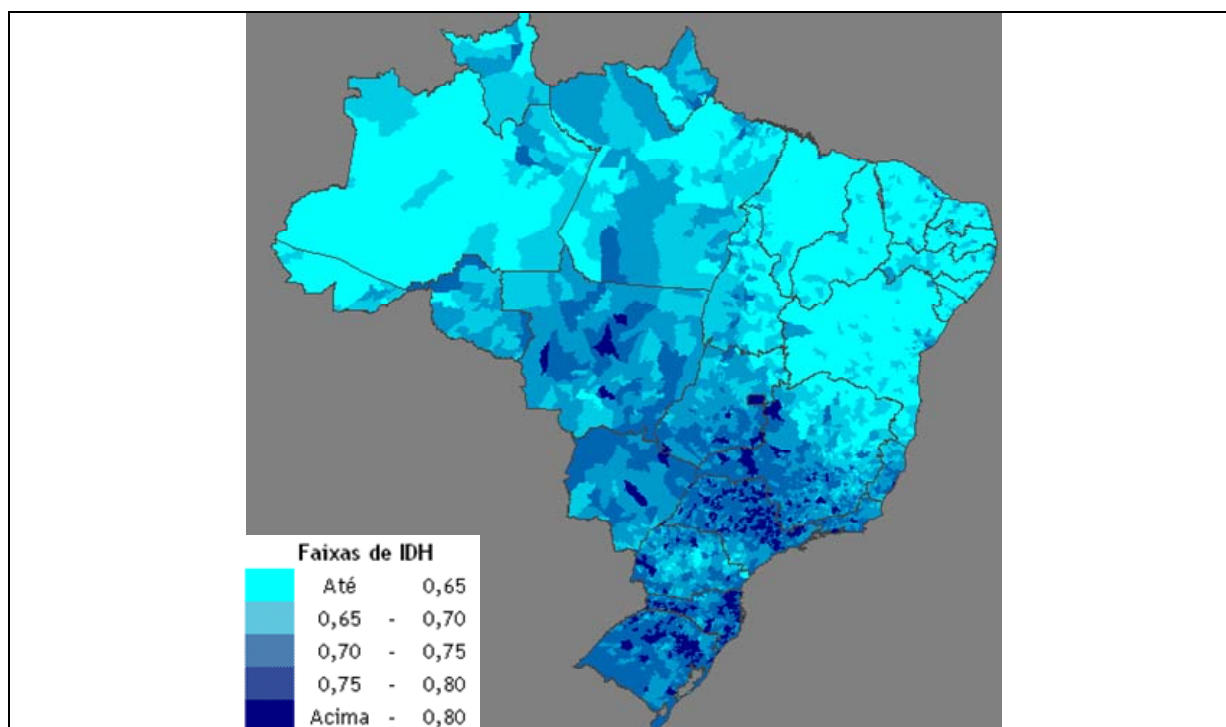 Faixas de IDH
Até 0,65
0,65 - 0,70
0,70 - 0,75
0,75 - 0,80
Acima - 0,80